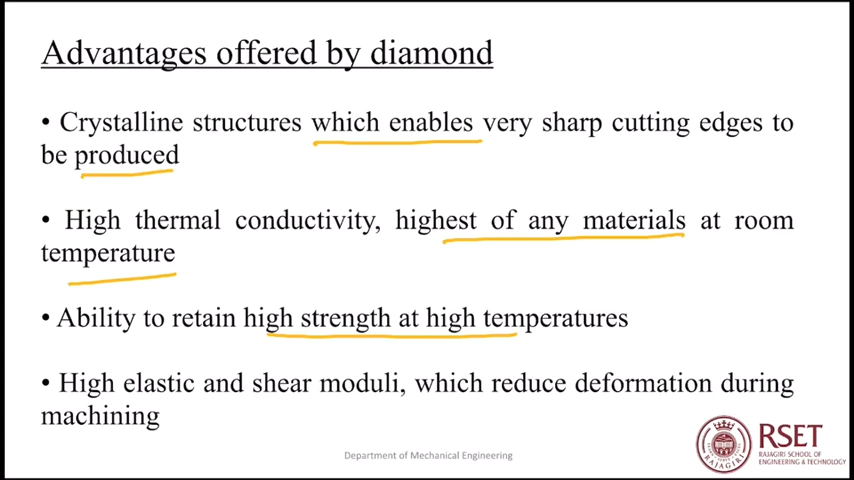 Advantages offered by diamond
• Crystalline structures which enables very sharp cutting edges to
be produced
• High thermal conductivity, highest of any materials at room
temperature
• Ability to retain high strength at high temperatures
• High elastic and shear moduli, which reduce deformation during
machining
Department of Mechanical Engineering
RSET
RAJAGIRI SCHOOL OF
ENGINEERING & TECHNOLOGY
RAJAGIRI